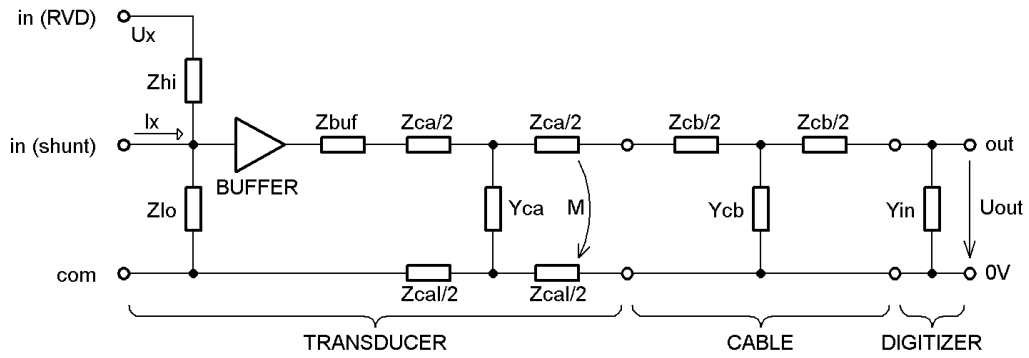 in (RVD)
Ux
Zhi
Ix
in (shunt)
BUFFER
Zbuf
Zca/2
Zca/2
Zcb/2
Zcb/2
out
Zlo
Yca
M
Ycb
Yin
Uout
com
Zcal/2
Zcal/2
0V
TRANSDUCER
CABLE
DIGITIZER